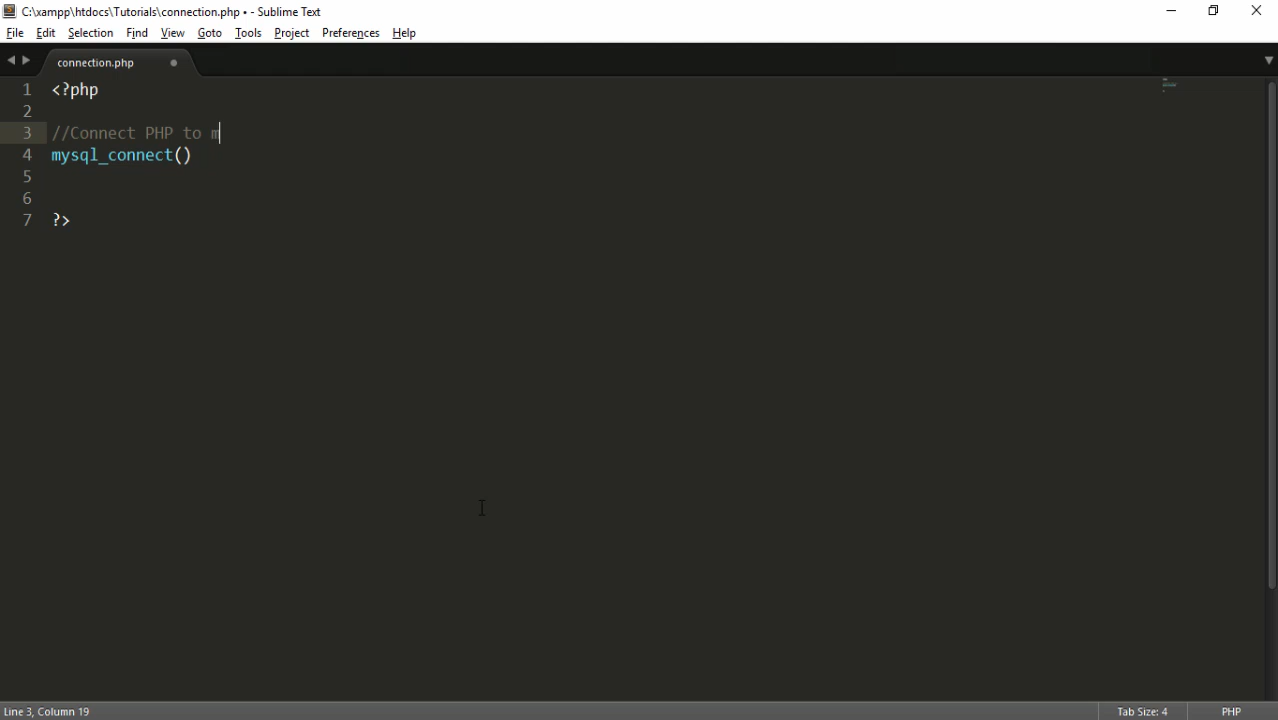 C:\xampp\htdocs\Tutorials\connection.php • - Sublime Text
File Edit Selection Find View Goto Tools Project Preferences Help
connection.php
1 <?php
2
3 //Connect PHP to m
4 mysql_connect()
5
6
7 ?>
Line 3, Column 19 Tab Size: 4 PHP